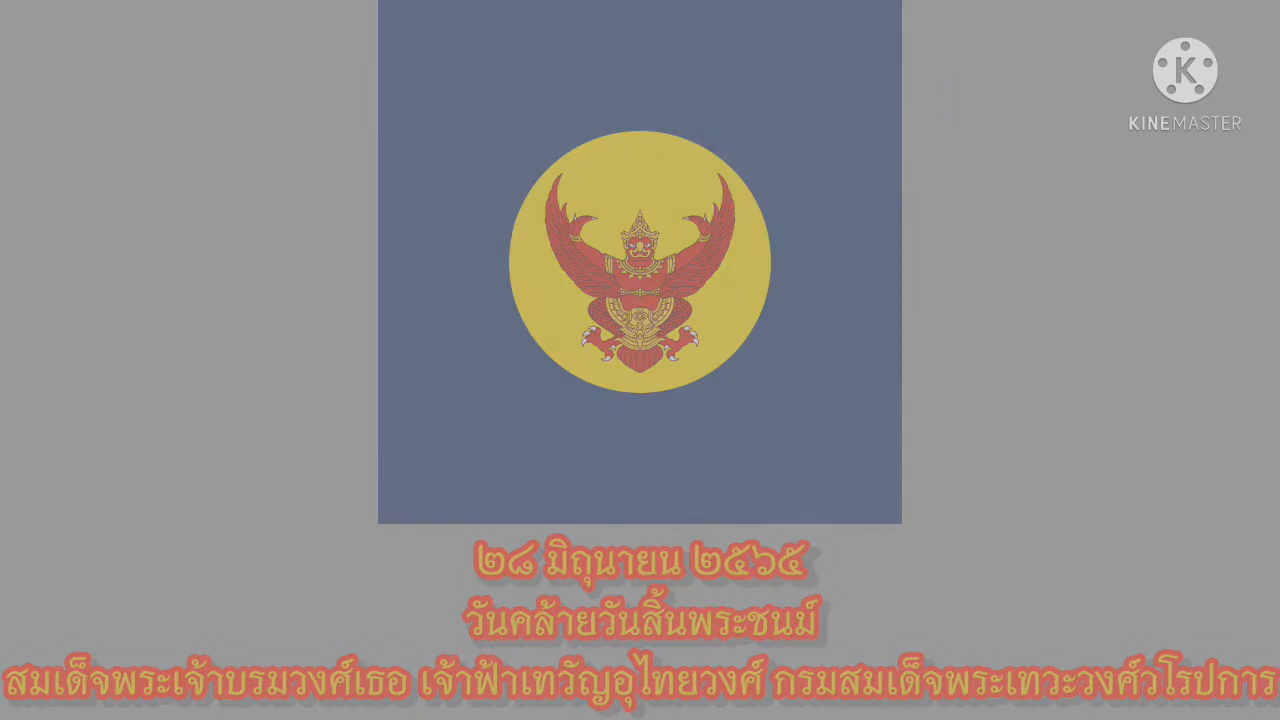 KINEMASTER
๒๘ มิถุนายน ๒๕๖๕
วันคล้ายวันสิ้นพระชนม์
สมเด็จพระเจ้าบรมวงศ์เธอ เจ้าฟ้าเทวัญอุไทยวงศ์ กรมสมเด็จพระเทวะวงศ์วโรปการ